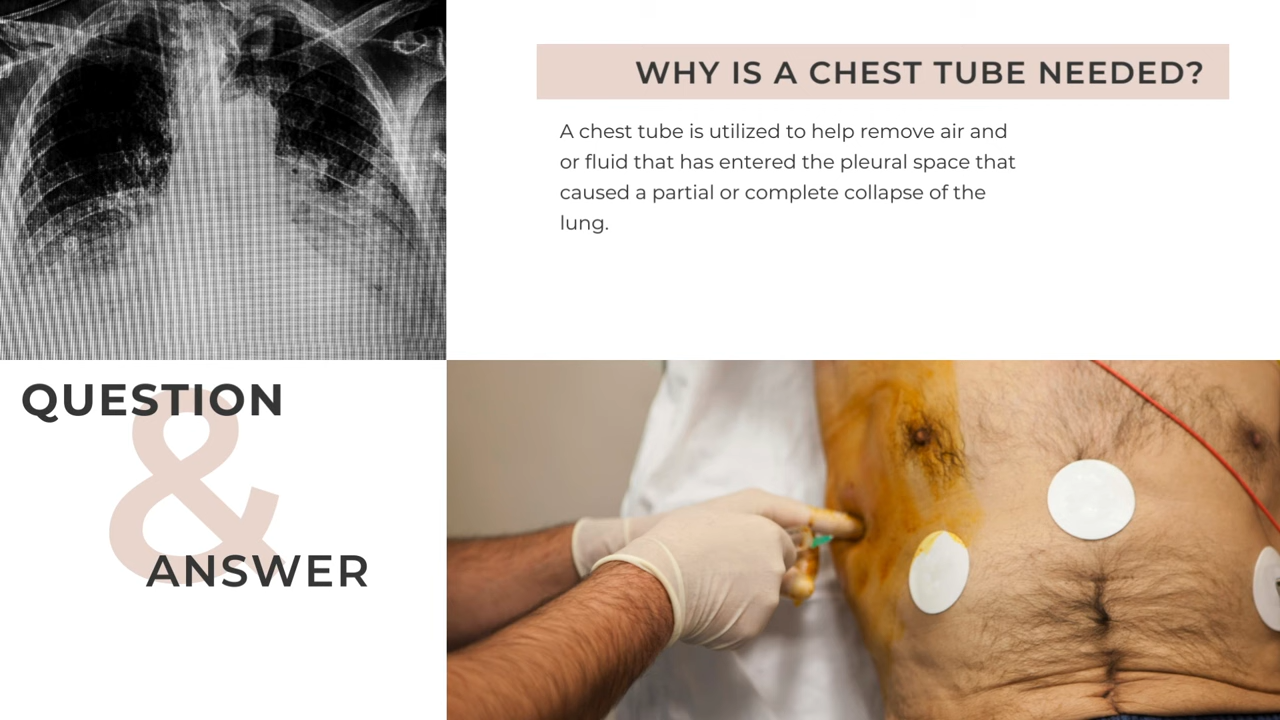 WHY IS A CHEST TUBE NEEDED?
A chest tube is utilized to help remove air and
or fluid that has entered the pleural space that
caused a partial or complete collapse of the
lung.
QUESTION
&
ANSWER